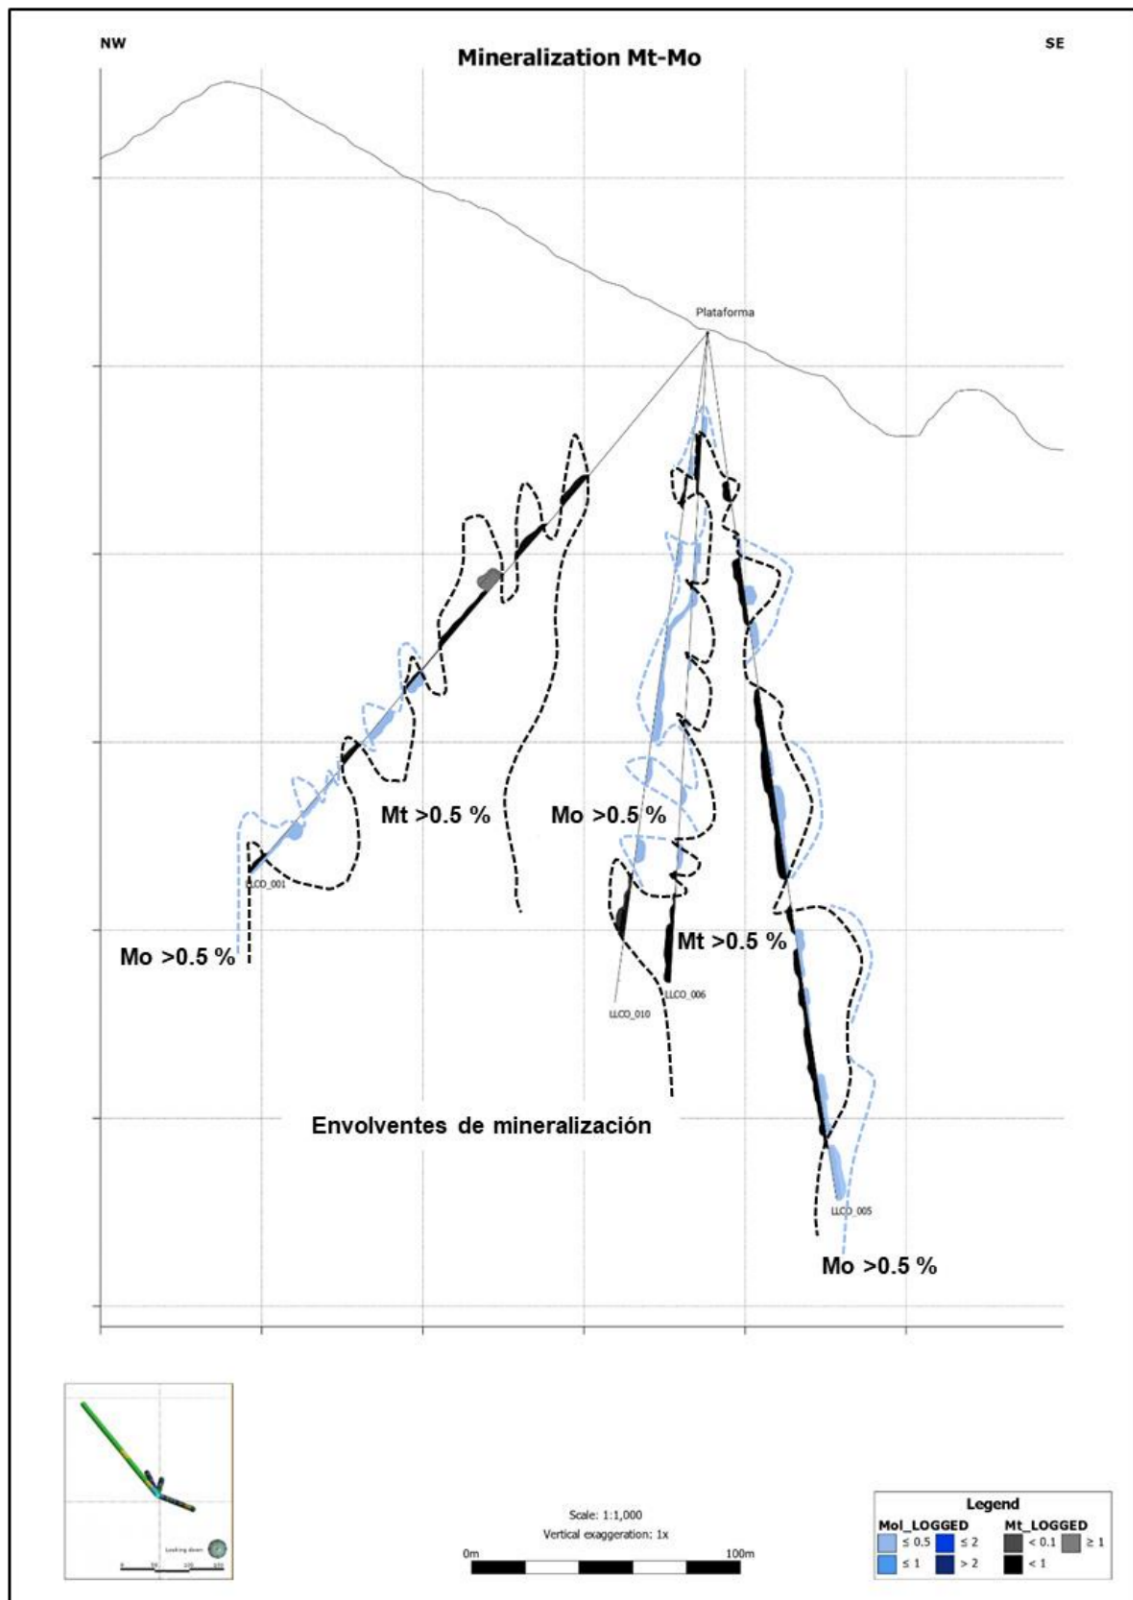 NW
SE
Mineralization Mt-Mo
Plataforma
Mt >0.5 %
Mo >0.5 %
LLCO_001
Mo >0.5 %
Mt >0.5 %
LLCO_006
LLCO_010
Envolventes de mineralización
LLCO_005
Mo >0.5 %
Looking down
Scale: 1:1,000
Vertical exaggeration: 1x
0m 100m
Legend
Mol_LOGGED Mt_LOGGED
≤ 0.5 ≤ 2 < 0.1 ≥ 1
≤ 1 > 2 < 1